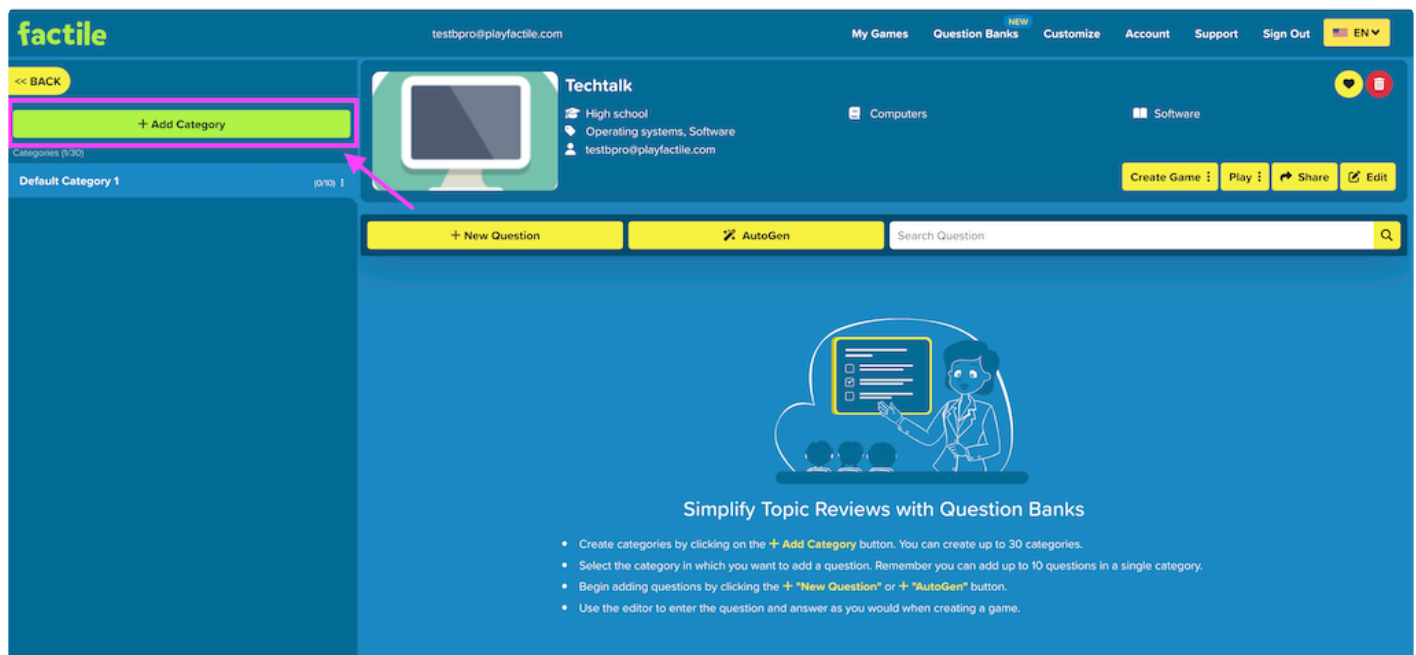 factile
testbpro@playfactile.com
My Games
Question Banks
NEW
Customize
Account
Support
Sign Out
EN
<< BACK
+ Add Category
Categories (1/30)
Default Category 1
(0/10)
Techtalk
High school
Computers
Software
Operating systems, Software
testbpro@playfactile.com
Create Game
Play
Share
Edit
+ New Question
AutoGen
Search Question
Simplify Topic Reviews with Question Banks
• Create categories by clicking on the + Add Category button. You can create up to 30 categories.
• Select the category in which you want to add a question. Remember you can add up to 10 questions in a single category.
• Begin adding questions by clicking the + "New Question" or + "AutoGen" button.
• Use the editor to enter the question and answer as you would when creating a game.